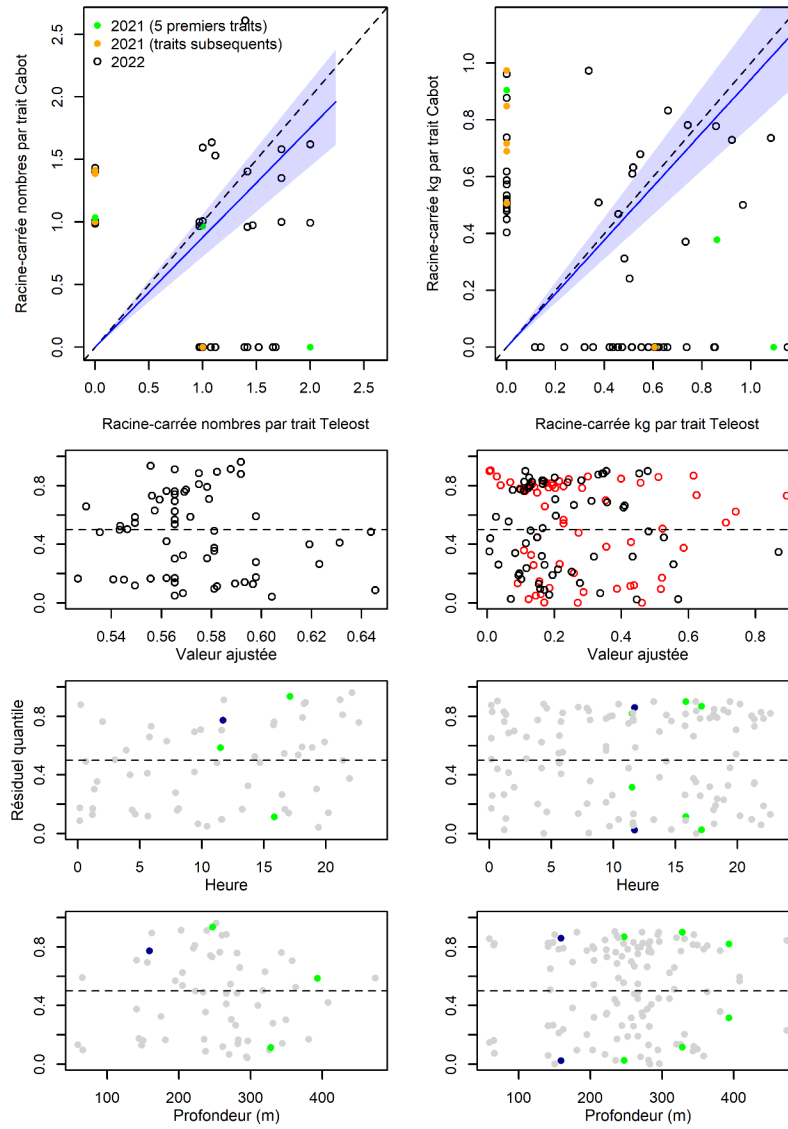 2021 (5 premiers traits)
2021 (traits subsequents)
2022
Racine-carrée nombres par trait Cabot
0.0 0.5 1.0 1.5 2.0 2.5
0.0 0.5 1.0 1.5 2.0 2.5
Racine-carrée nombres par trait Teleost
Racine-carrée kg par trait Cabot
0.0 0.2 0.4 0.6 0.8 1.0
0.0 0.2 0.4 0.6 0.8 1.0
Racine-carrée kg par trait Teleost
0.0 0.4 0.8
0.54 0.56 0.58 0.60 0.62 0.64
Valeur ajustée
0.0 0.4 0.8
0.0 0.2 0.4 0.6 0.8
Valeur ajustée
Résiduel quantile
0.0 0.4 0.8
0 5 10 15 20
Heure
0.0 0.4 0.8
0 5 10 15 20
Heure
0.0 0.4 0.8
100 200 300 400
Profondeur (m)
0.0 0.4 0.8
100 200 300 400
Profondeur (m)